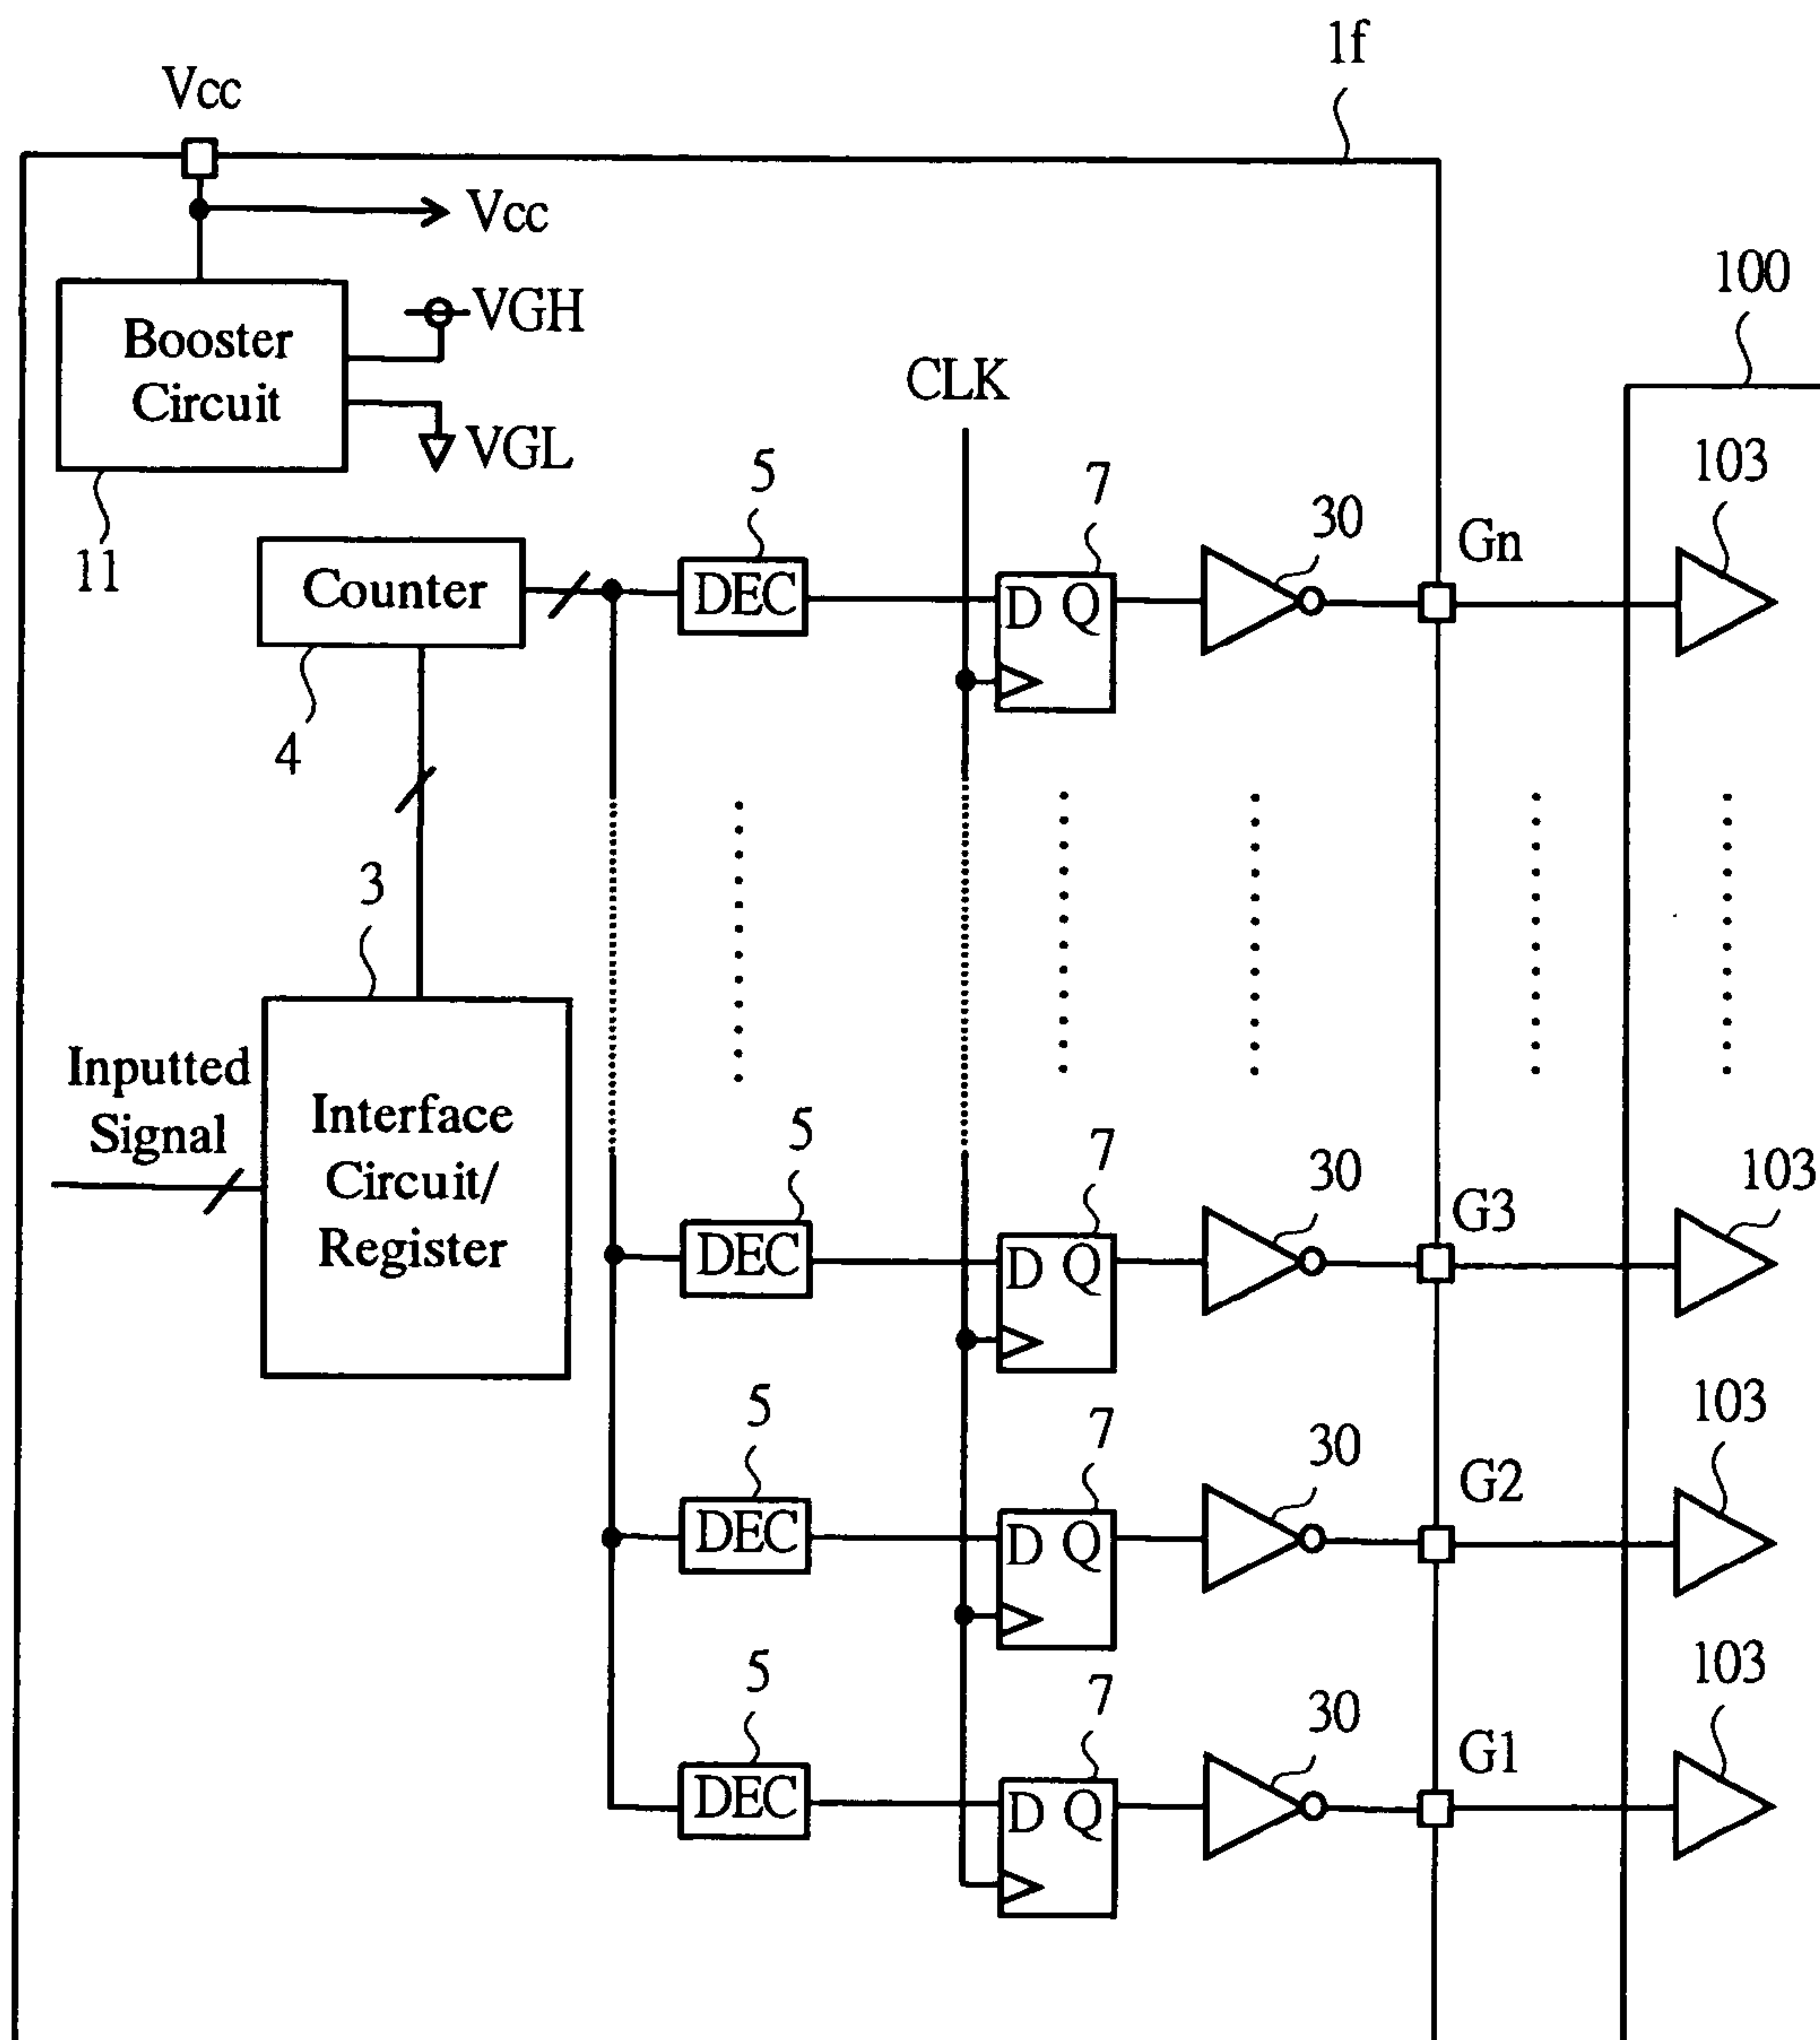 1f
Vcc
Vcc
100
Booster
Circuit
VGH
VGL
CLK
11
5
7
30
Gn
103
Counter
DEC
D Q
4
3
Inputted
Signal
Interface
Circuit/
Register
5
7
30
G3
103
DEC
D Q
5
7
30
G2
103
DEC
D Q
5
7
30
G1
103
DEC
D Q